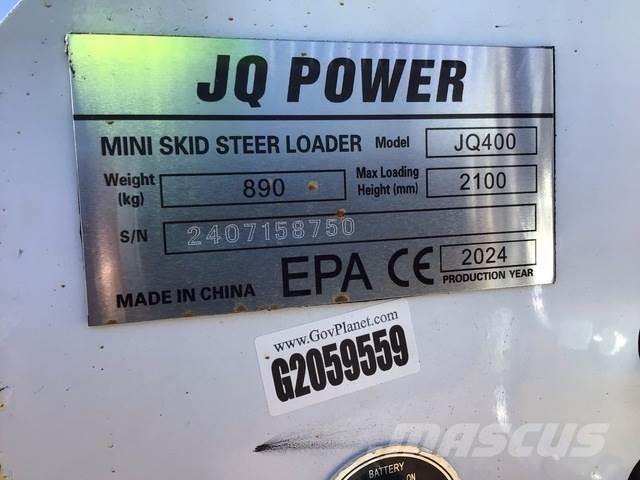 JQ POWER
MINI SKID STEER LOADER Model JQ400
Weight (kg) 890 Max Loading Height (mm) 2100
S/N 2407158750
MADE IN CHINA EPA CE 2024
PRODUCTION YEAR
www.GovPlanet.com
G2059559
BATTERY
MASCUS